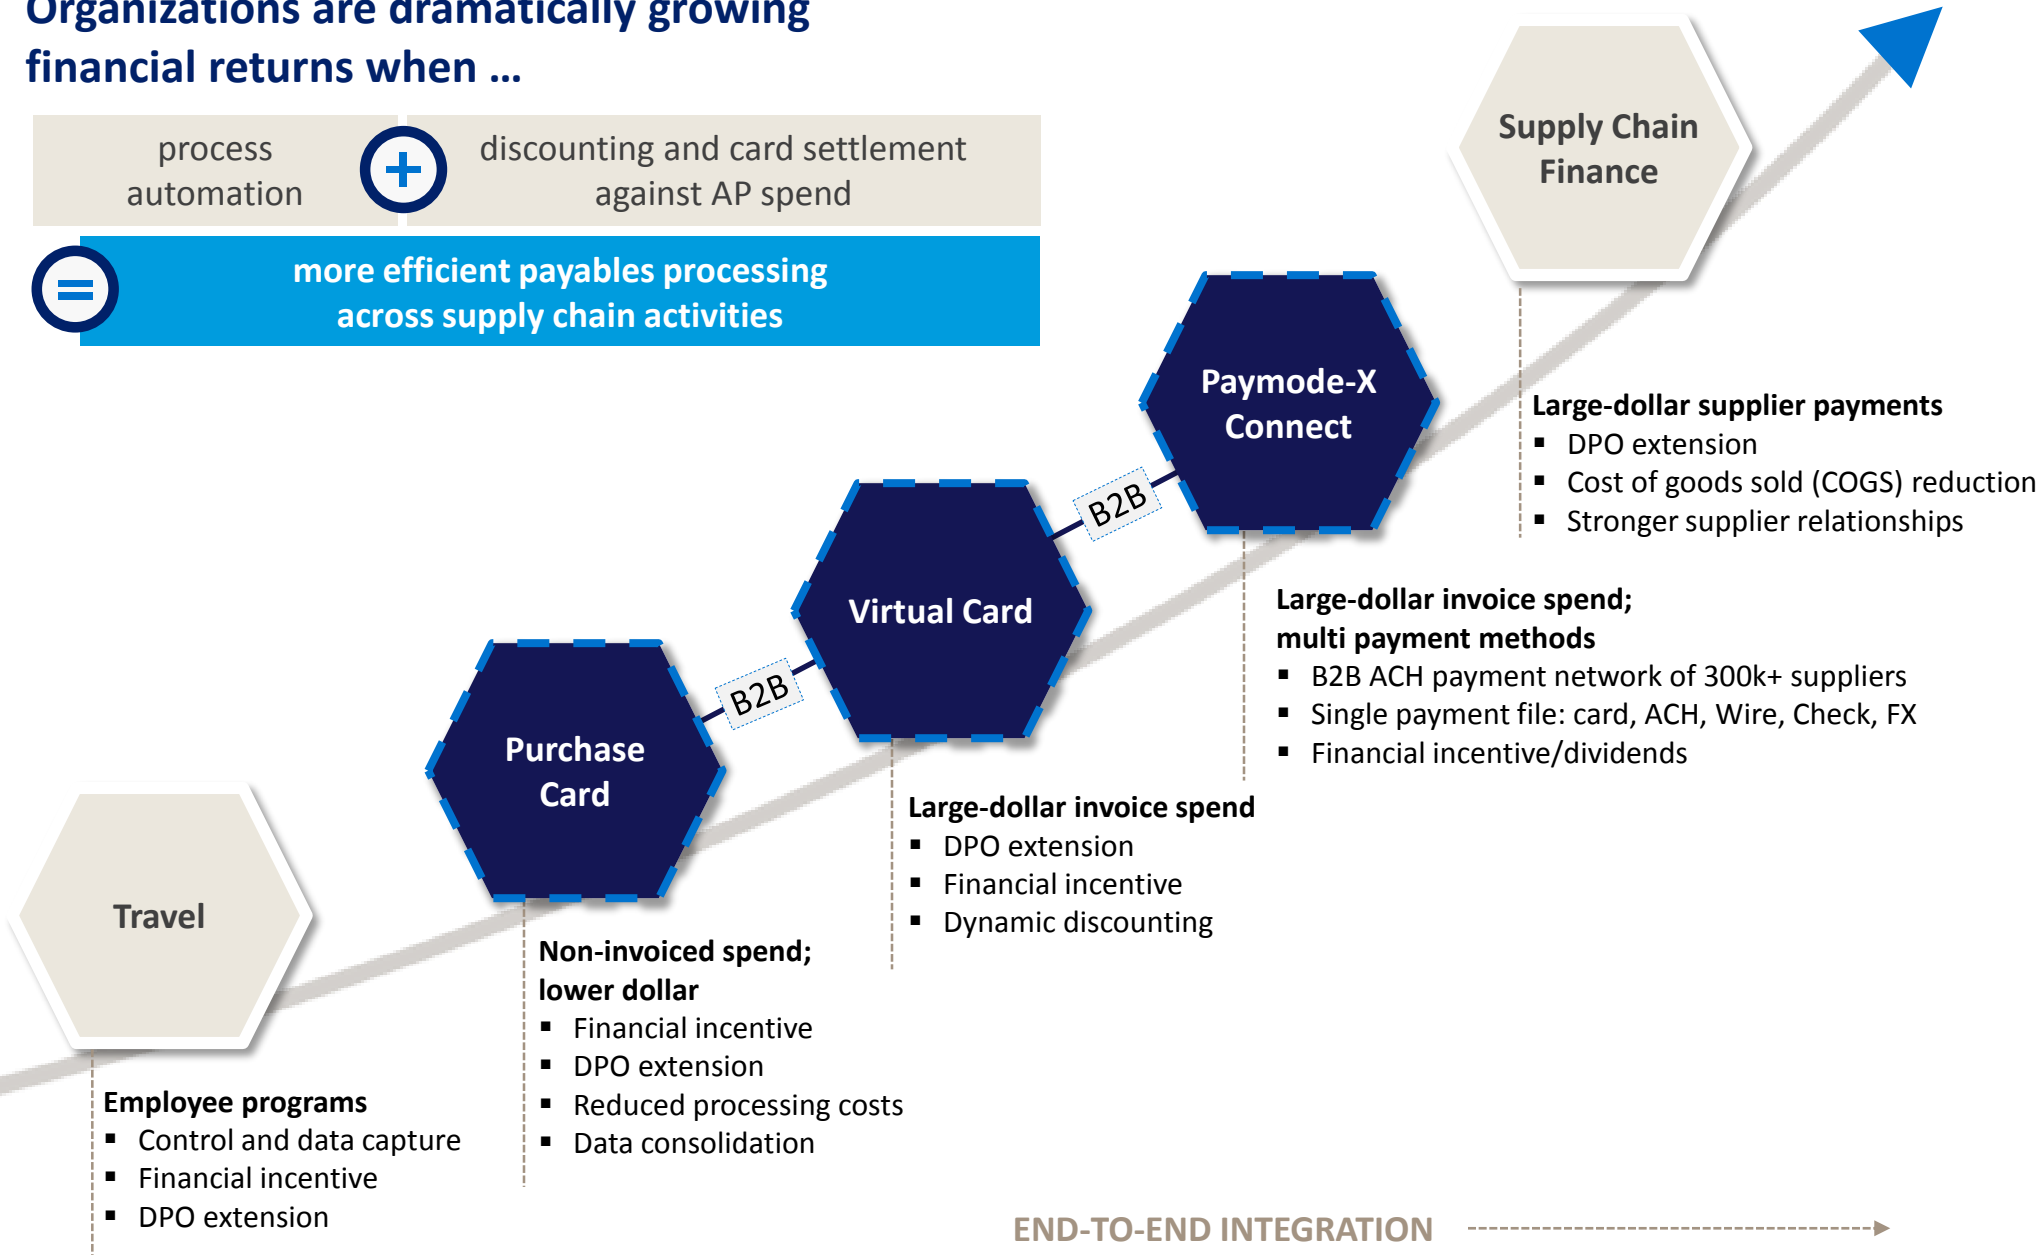 Organizations are dramatically growing
financial returns when ...
process
automation
+
discounting and card settlement
against AP spend
=
more efficient payables processing
across supply chain activities
Supply Chain
Finance
Large-dollar supplier payments
▪ DPO extension
▪ Cost of goods sold (COGS) reduction
▪ Stronger supplier relationships
Paymode-X
Connect
B2B
Large-dollar invoice spend;
multi payment methods
▪ B2B ACH payment network of 300k+ suppliers
▪ Single payment file: card, ACH, Wire, Check, FX
▪ Financial incentive/dividends
Virtual Card
B2B
Large-dollar invoice spend
▪ DPO extension
▪ Financial incentive
▪ Dynamic discounting
Purchase
Card
Non-invoiced spend;
lower dollar
▪ Financial incentive
▪ DPO extension
▪ Reduced processing costs
▪ Data consolidation
Travel
Employee programs
▪ Control and data capture
▪ Financial incentive
▪ DPO extension
END-TO-END INTEGRATION